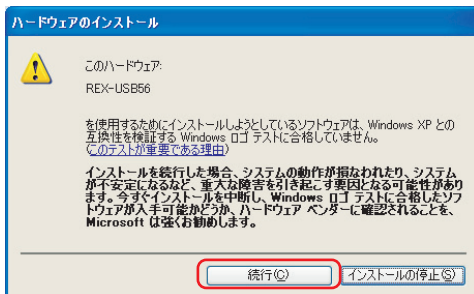 ハードウェアのインストール
このハードウェア:
REX-USB56
を使用するためにインストールしようとしているソフトウェアは、Windows XP との
互換性を検証する Windows ロゴ テストに合格していません。
(このテストが重要である理由)
インストールを続行した場合、システムの動作が損なわれたり、システム
が不安定になるなど、重大な障害を引き起こす要因となる可能性があり
ます。今すぐインストールを中断し、Windows ロゴ テストに合格したソフ
トウェアが入手可能かどうか、ハードウェア ベンダーに確認されることを、
Microsoft は強くお勧めします。
続行(C)
インストールの停止(S)